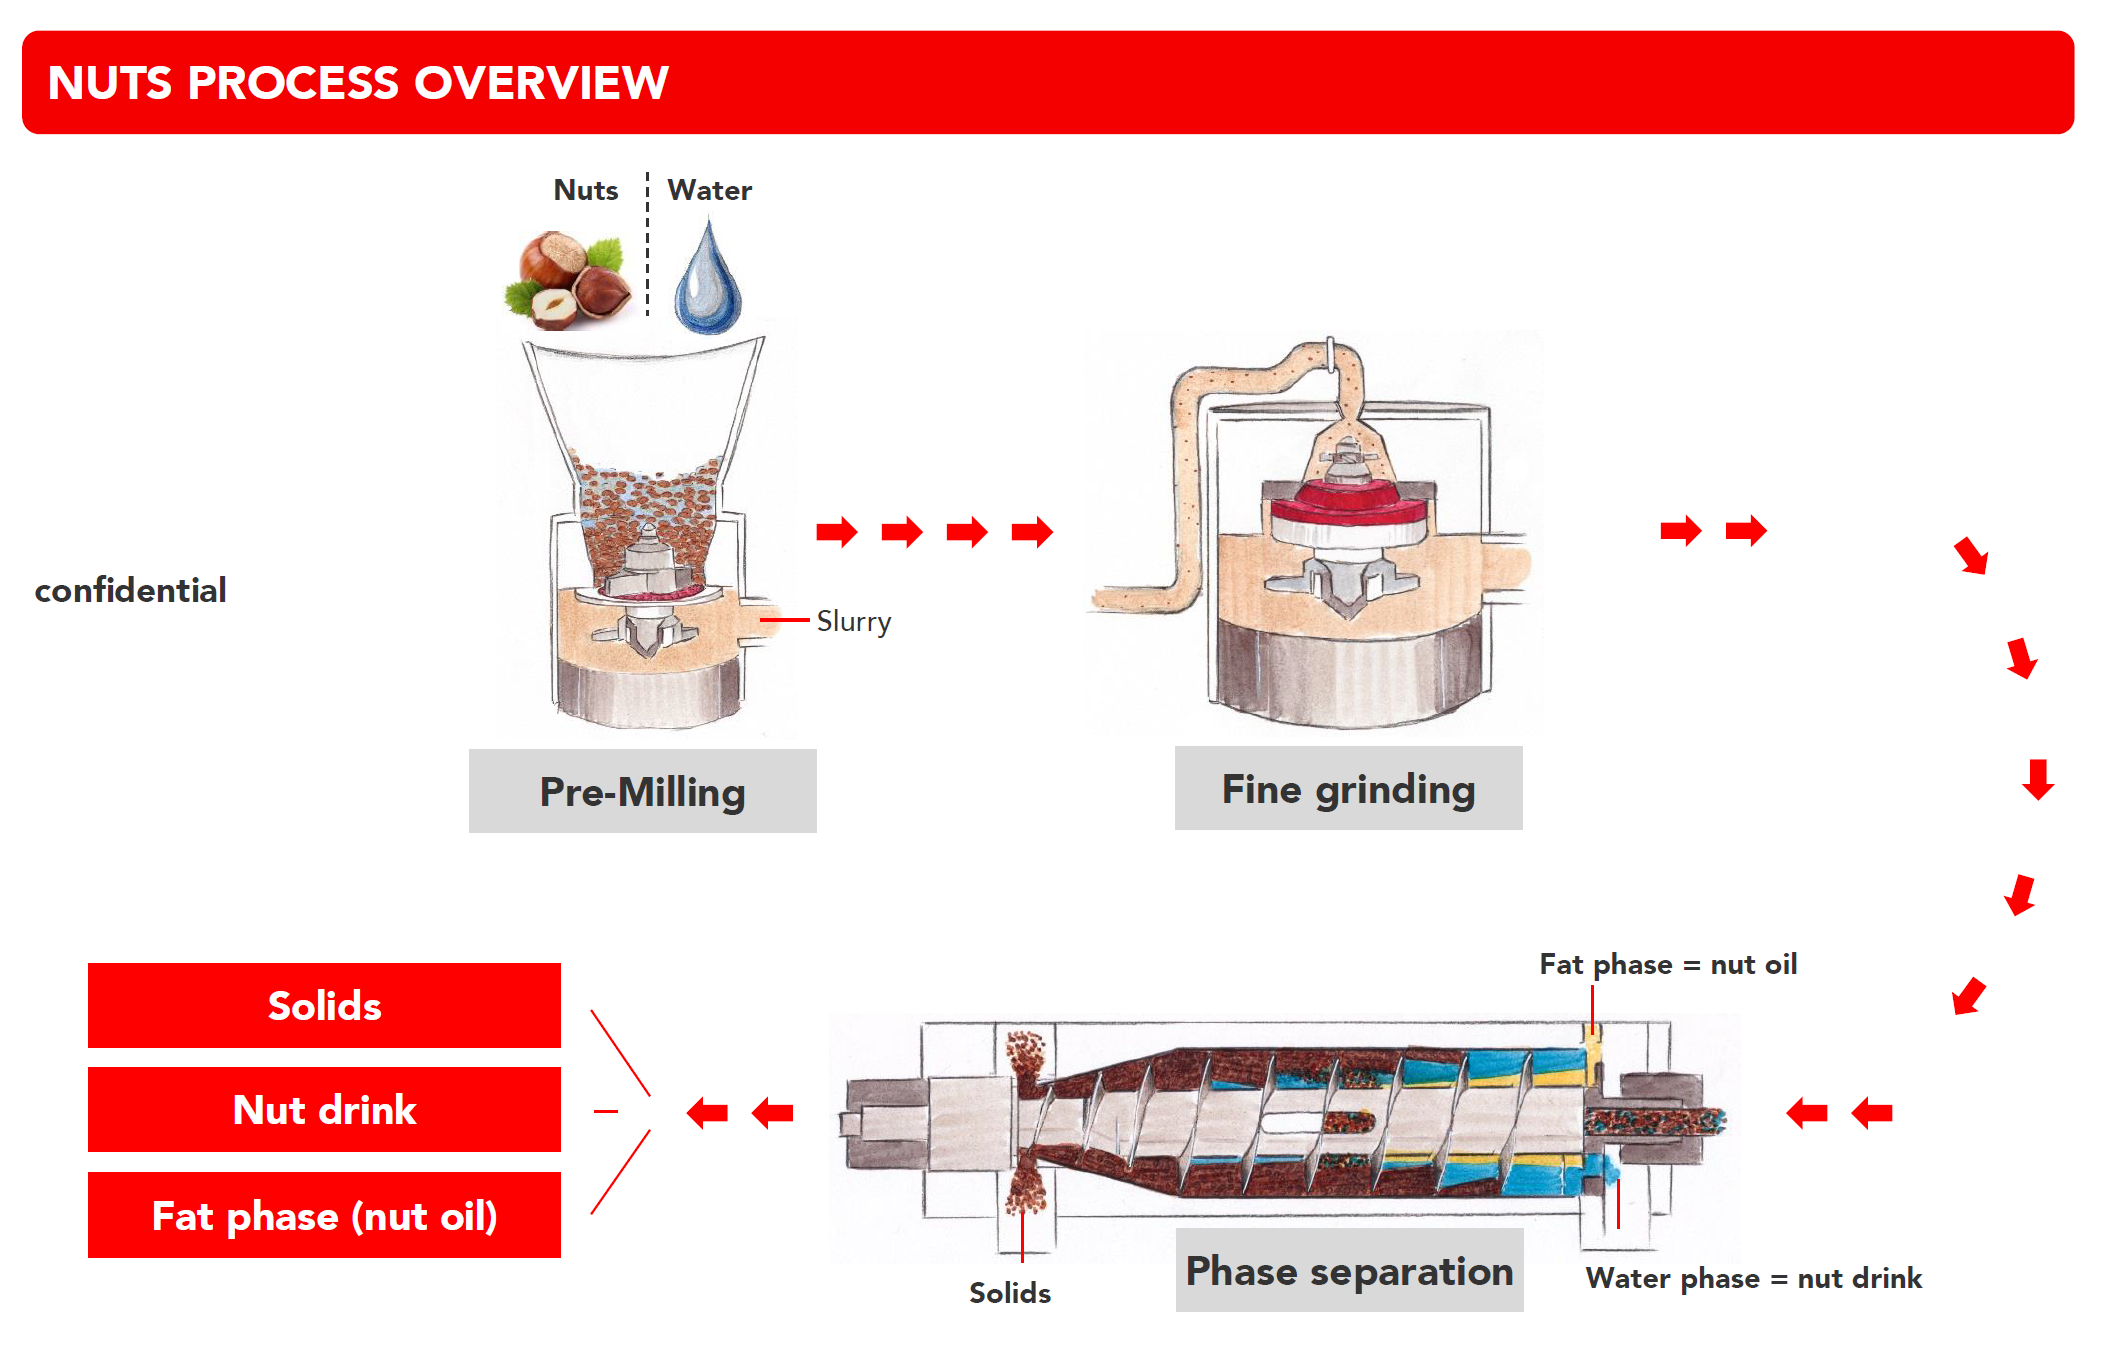 NUTS PROCESS OVERVIEW
Nuts
Water
confidential
Slurry
Pre-Milling
Fine grinding
Fat phase = nut oil
Solids
Nut drink
Fat phase (nut oil)
Phase separation
Solids
Water phase = nut drink